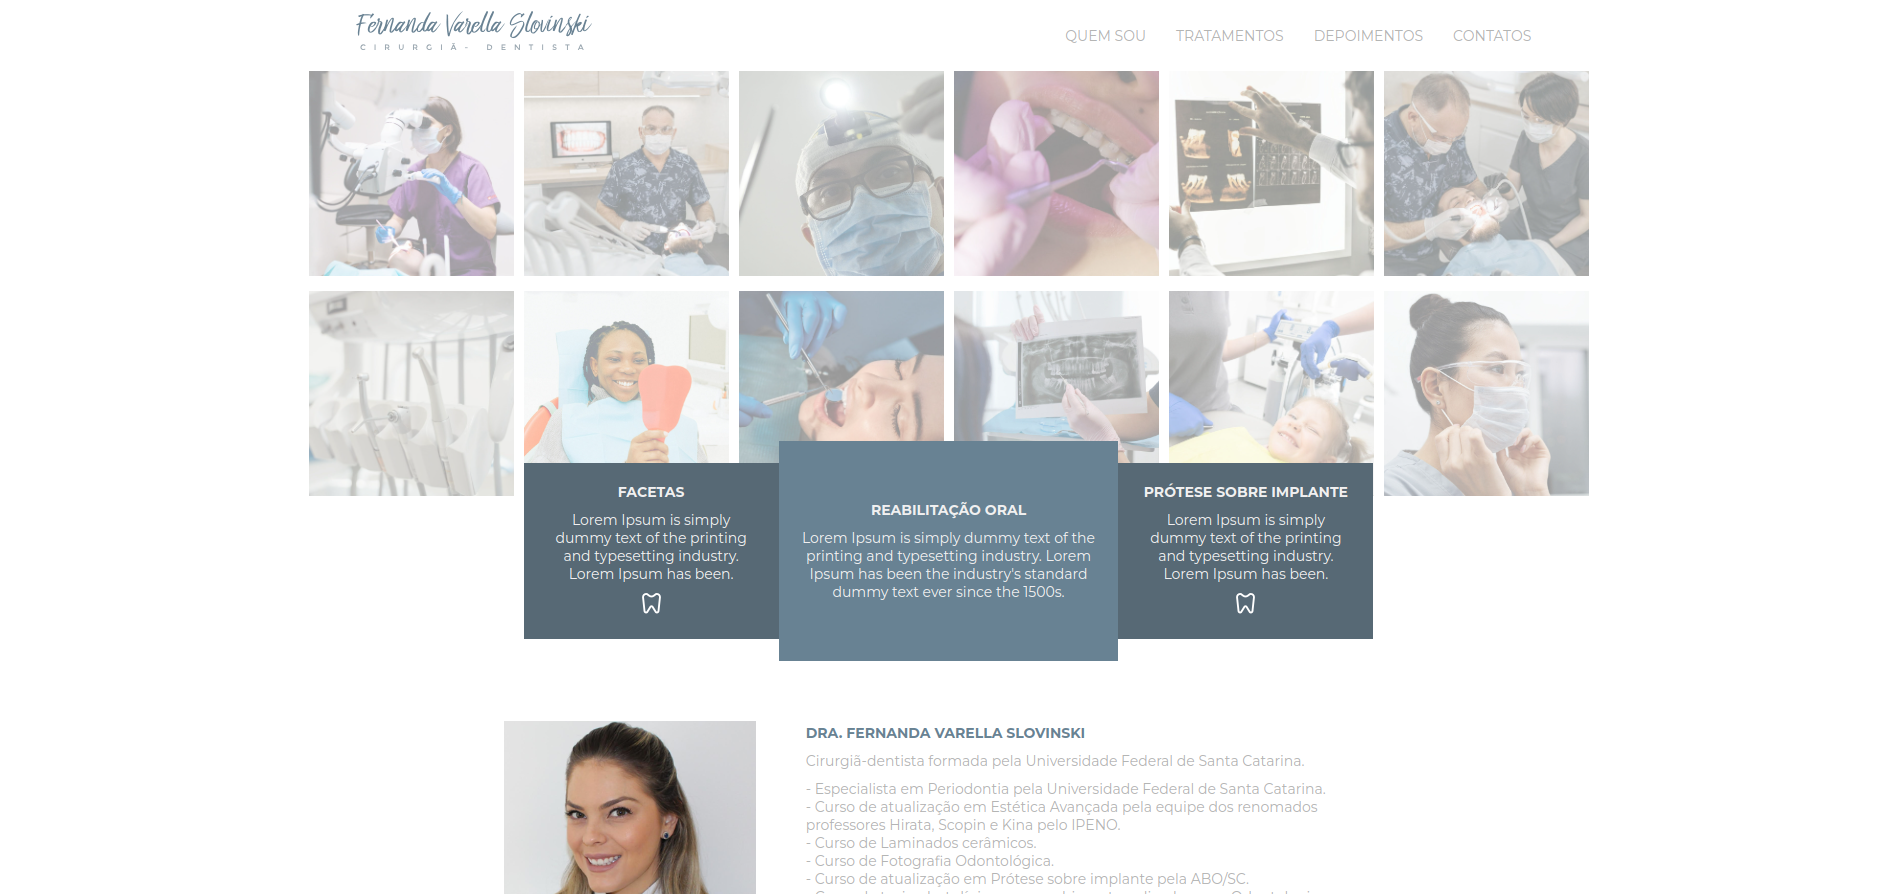 Fernanda Varella Slovinski
CIRURGIÃ- DENTISTA
QUEM SOU TRATAMENTOS DEPOIMENTOS CONTATOS
FACETAS
Lorem Ipsum is simply
dummy text of the printing
and typesetting industry.
Lorem Ipsum has been.
REABILITAÇÃO ORAL
Lorem Ipsum is simply dummy text of the
printing and typesetting industry. Lorem
Ipsum has been the industry's standard
dummy text ever since the 1500s.
PRÓTESE SOBRE IMPLANTE
Lorem Ipsum is simply
dummy text of the printing
and typesetting industry.
Lorem Ipsum has been.
DRA. FERNANDA VARELLA SLOVINSKI
Cirurgiã-dentista formada pela Universidade Federal de Santa Catarina.
- Especialista em Periodontia pela Universidade Federal de Santa Catarina.
- Curso de atualização em Estética Avançada pela equipe dos renomados
professores Hirata, Scopin e Kina pelo IPENO.
- Curso de Laminados cerâmicos.
- Curso de Fotografia Odontológica.
- Curso de atualização em Prótese sobre implante pela ABO/SC.